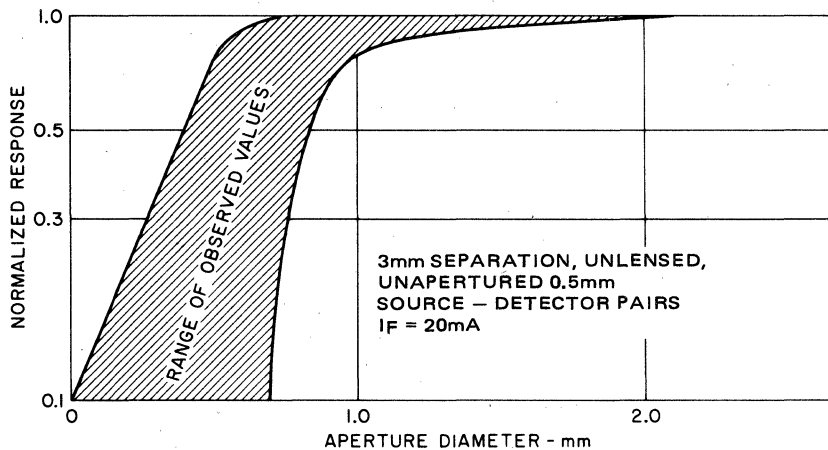 1.0
0.5
0.3
0.1
NORMALIZED RESPONSE
RANGE OF OBSERVED VALUES
3mm SEPARATION, UNLENSED,
UNAPERTURED 0.5mm
SOURCE – DETECTOR PAIRS
IF = 20mA
0
1.0
2.0
APERTURE DIAMETER - mm